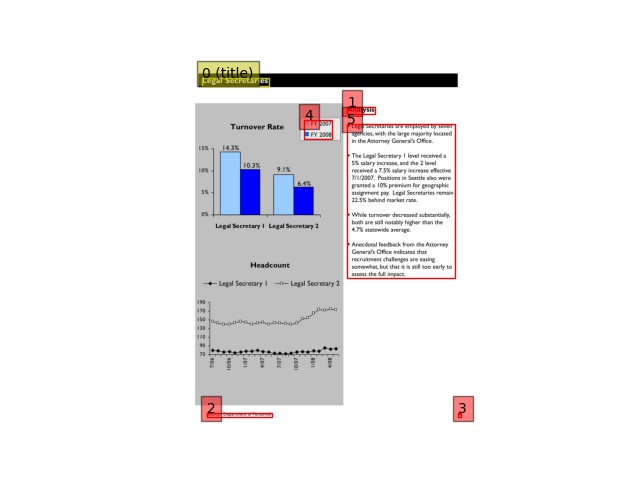 0 (title)
Legal Secretaries
1
4
5
FY 2007
FY 2008
Turnover Rate
15%
10%
5%
0%
14.3%
10.3%
9.1%
6.4%
Legal Secretary 1
Legal Secretary 2
Headcount
Legal Secretary 1
Legal Secretary 2
190
170
150
130
110
90
70
7/06
10/06
1/07
4/07
7/07
10/07
1/08
4/08
Legal Secretaries are employed by seven
agencies, with the large majority located
in the Attorney General's Office.
The Legal Secretary 1 level received a
5% salary increase, and the 2 level
received a 7.5% salary increase effective
7/1/2007. Positions in Seattle also were
granted a 10% premium for geographic
assignment pay. Legal Secretaries remain
22.5% behind market rate.
While turnover decreased substantially,
both are still notably higher than the
4.7% statewide average.
Anecdotal feedback from the Attorney
General's Office indicates that
recruitment challenges are easing
somewhat, but that it is still too early to
assess the full impact.
2
3